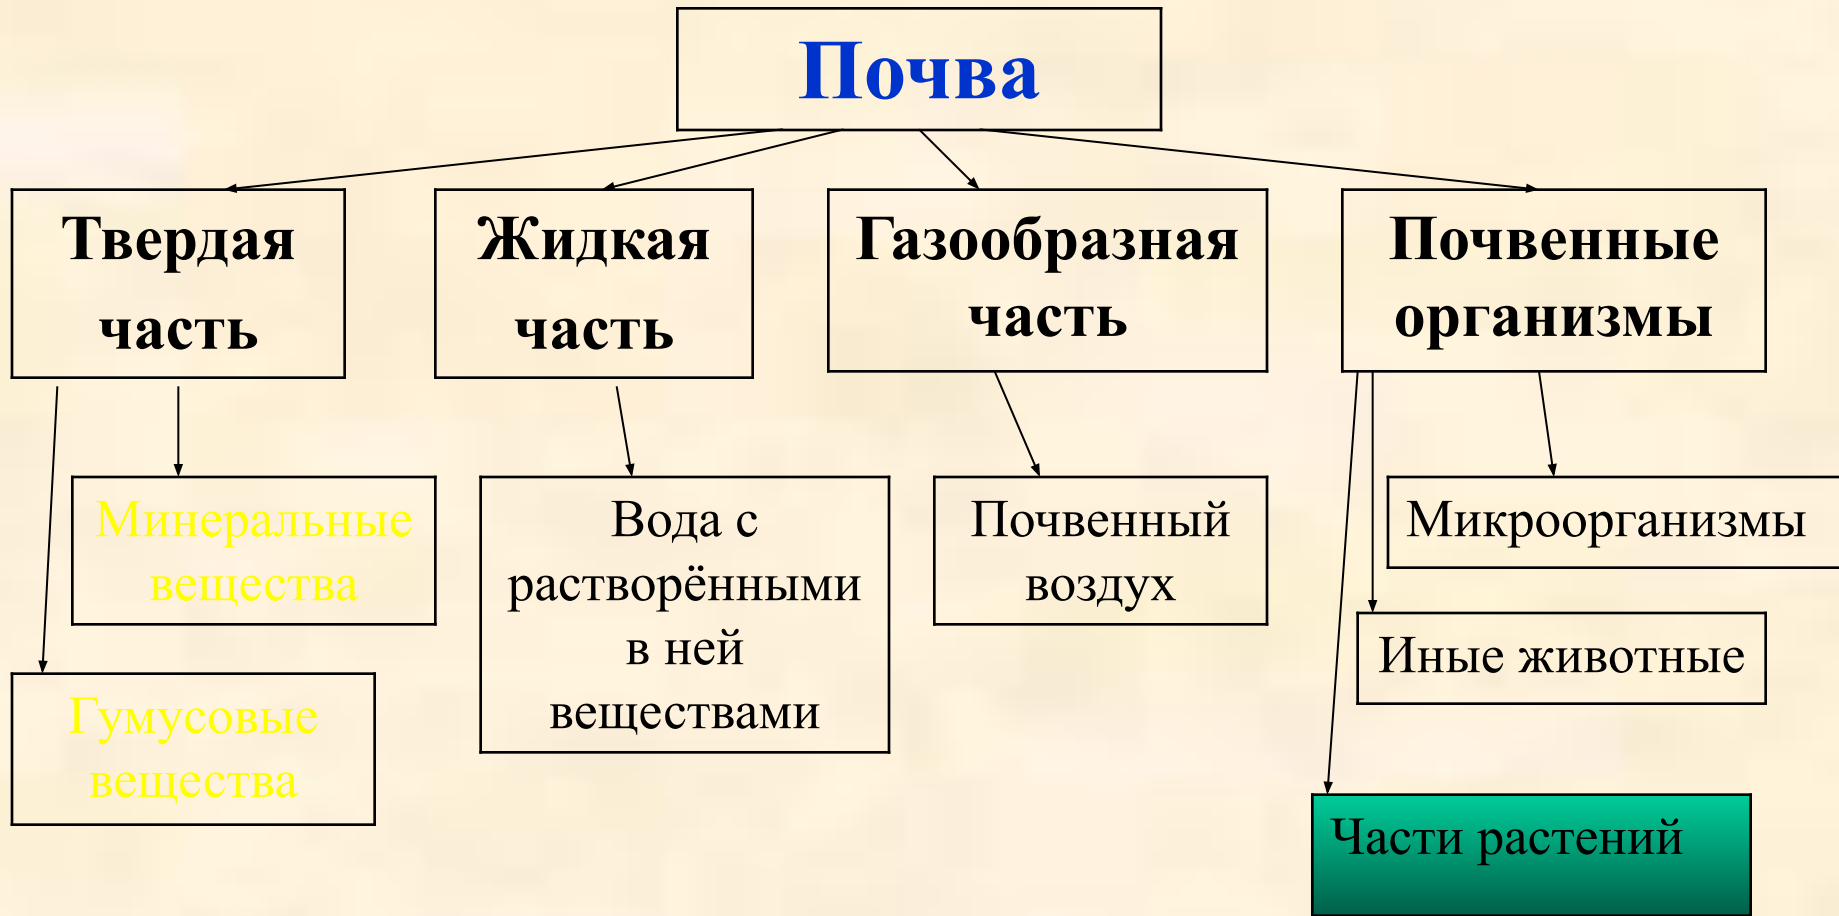 Почва
Твердая
часть
Жидкая
часть
Газообразная
часть
Почвенные
организмы
Минеральные
вещества
Гумусовые
вещества
Вода с
растворёнными
в ней
веществами
Почвенный
воздух
Микроорганизмы
Иные животные
Части растений